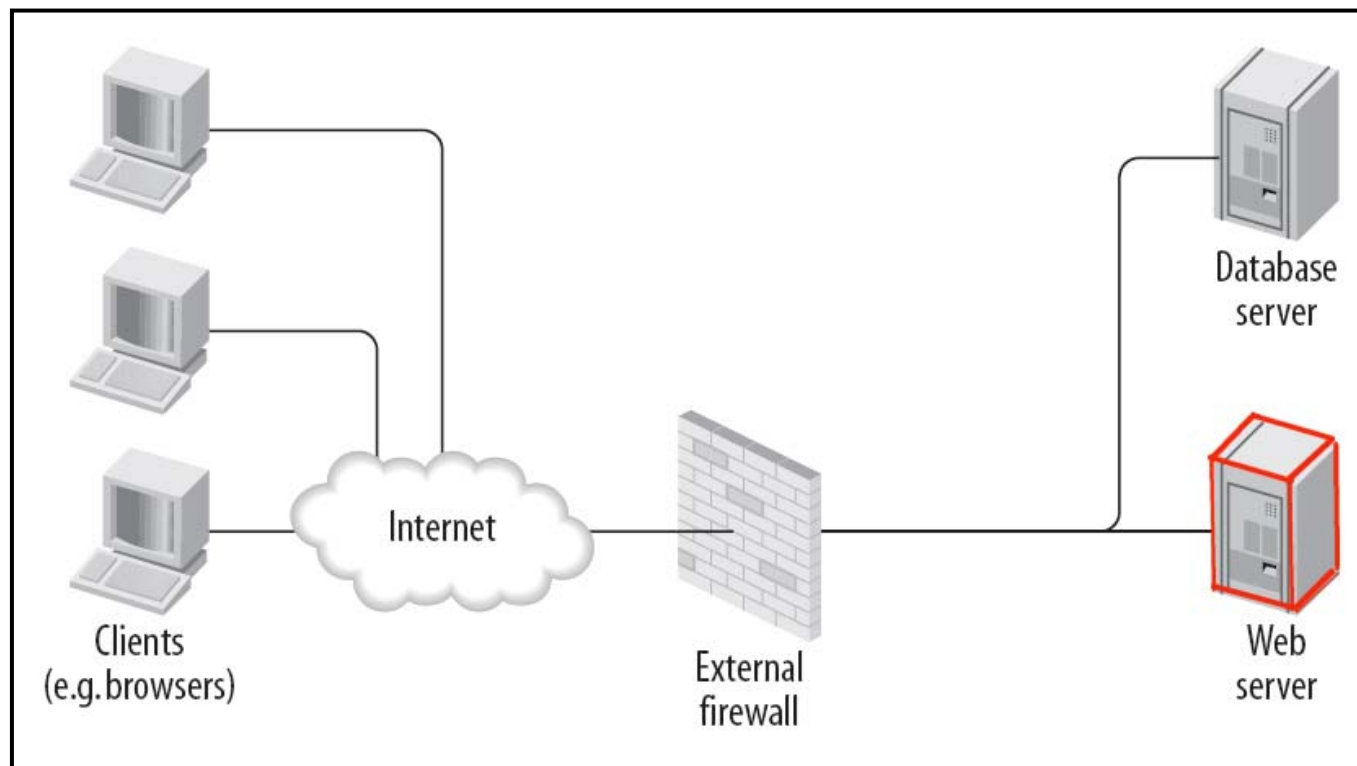 Database
server
Internet
Clients
(e.g. browsers)
External
firewall
Web
server